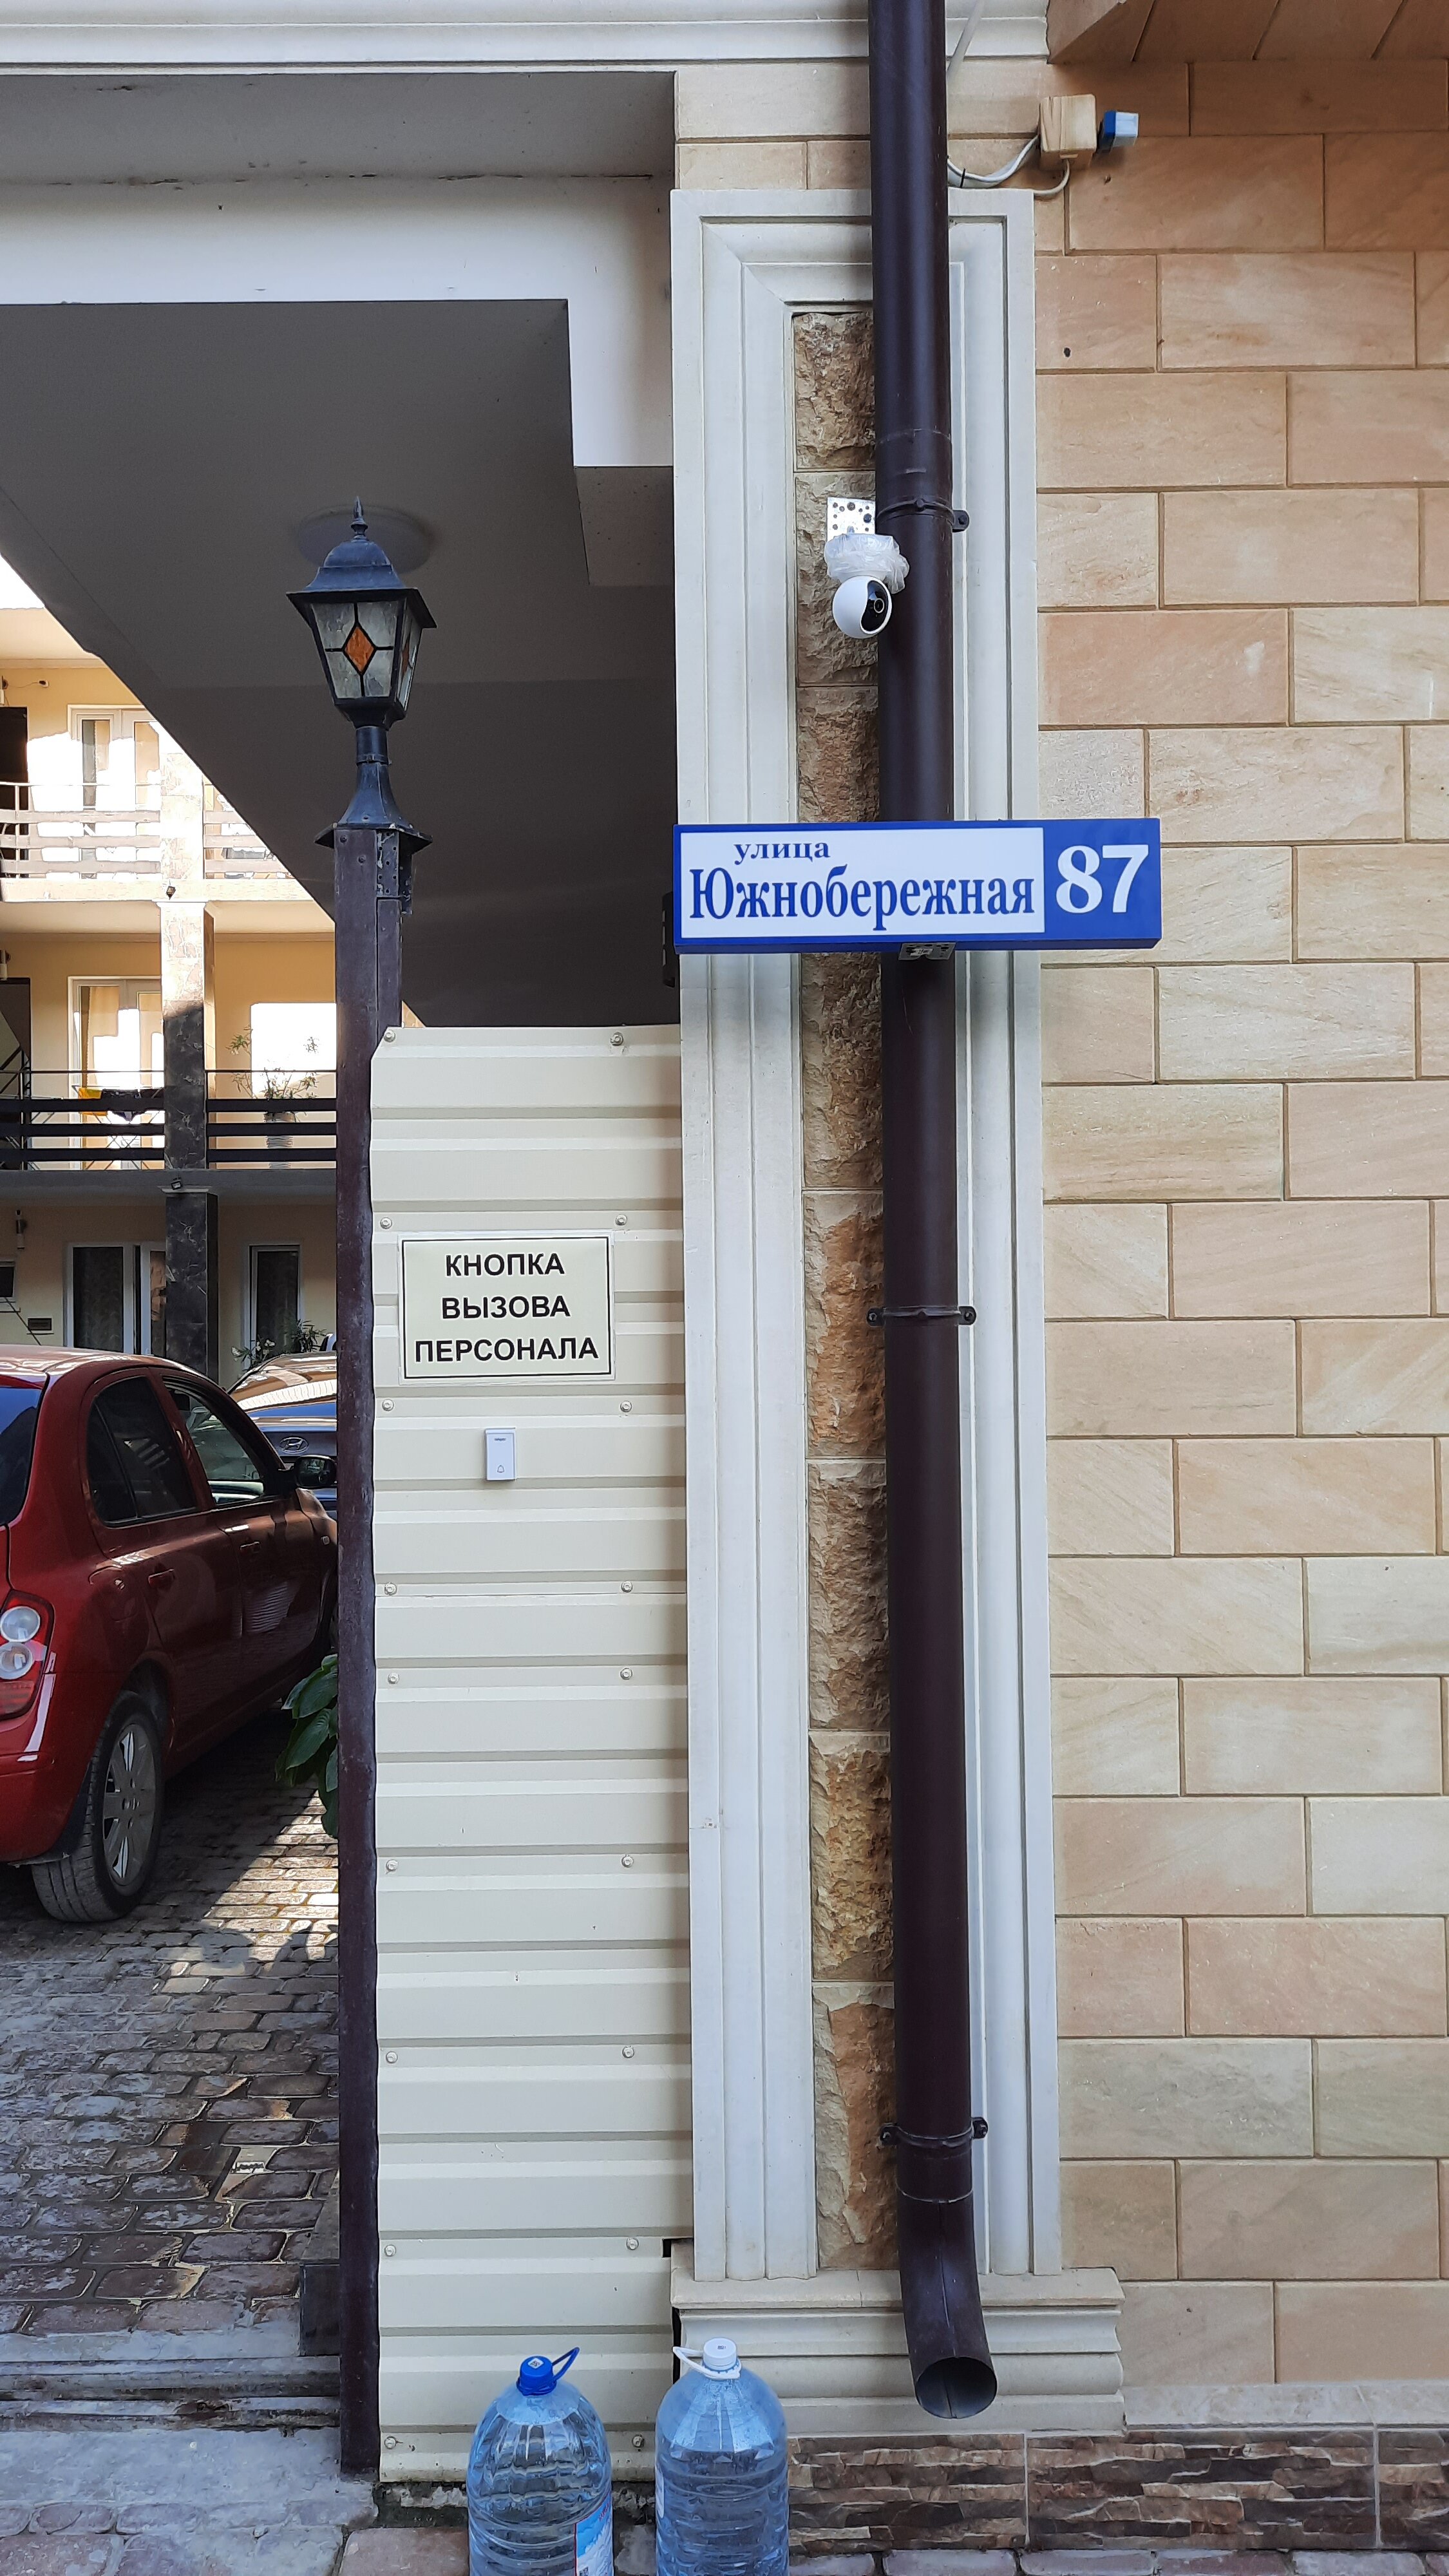 улица
Южнобережная 87
КНОПКА
ВЫЗОВА
ПЕРСОНАЛА